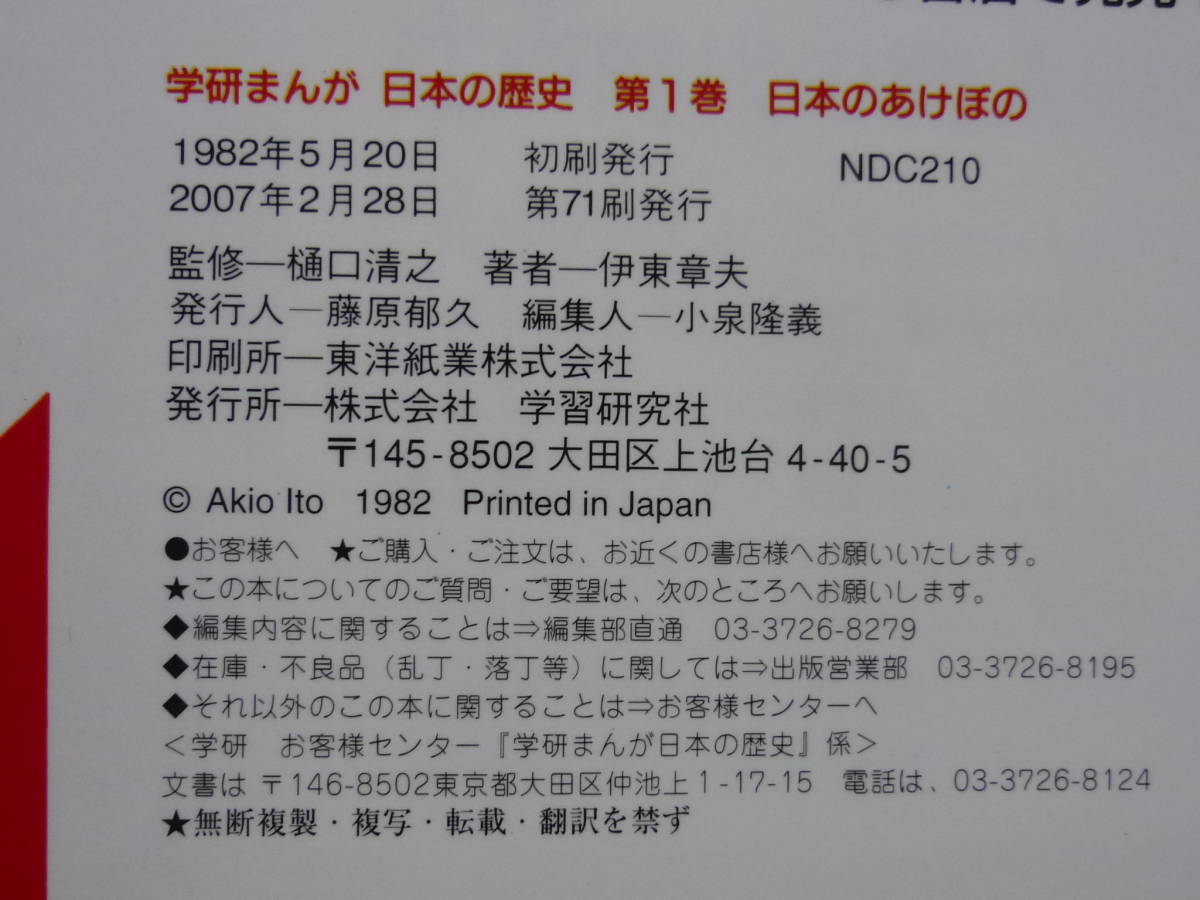 学研まんが 日本の歴史　第1巻　日本のあけぼの
1982年5月20日　初刷発行　NDC210
2007年2月28日　第71刷発行
監修―樋口清之　著者―伊東章夫
発行人―藤原郁久　編集人―小泉隆義
印刷所―東洋紙業株式会社
発行所―株式会社　学習研究社
〒145-8502 大田区上池台 4-40-5
© Akio Ito 1982 Printed in Japan
●お客様へ　★ご購入・ご注文は、お近くの書店様へお願いいたします。
★この本についてのご質問・ご要望は、次のところへお願いします。
◆編集内容に関することは⇒編集部直通　03-3726-8279
◆在庫・不良品（乱丁・落丁等）に関しては⇒出版営業部　03-3726-8195
◆それ以外のこの本に関することは⇒お客様センターへ
＜学研　お客様センター『学研まんが日本の歴史』係＞
文書は 〒146-8502東京都大田区仲池上1-17-15　電話は、03-3726-8124
★無断複製・複写・転載・翻訳を禁ず